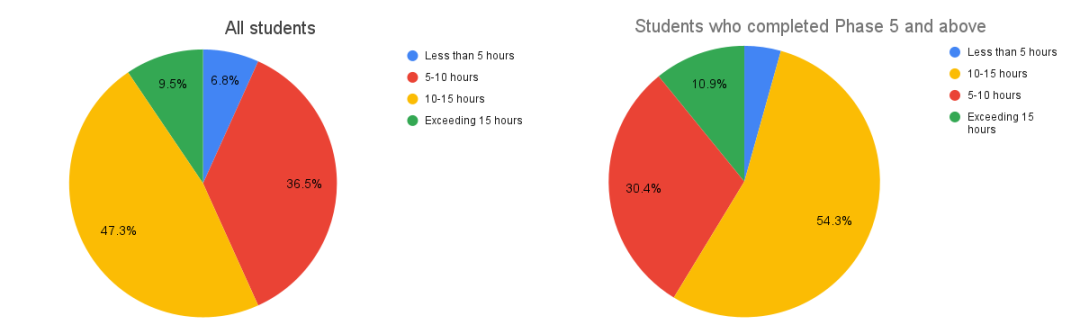 All students
Less than 5 hours
5-10 hours
10-15 hours
Exceeding 15 hours
9.5%
6.8%
36.5%
47.3%
Students who completed Phase 5 and above
Less than 5 hours
10-15 hours
5-10 hours
Exceeding 15
hours
10.9%
30.4%
54.3%